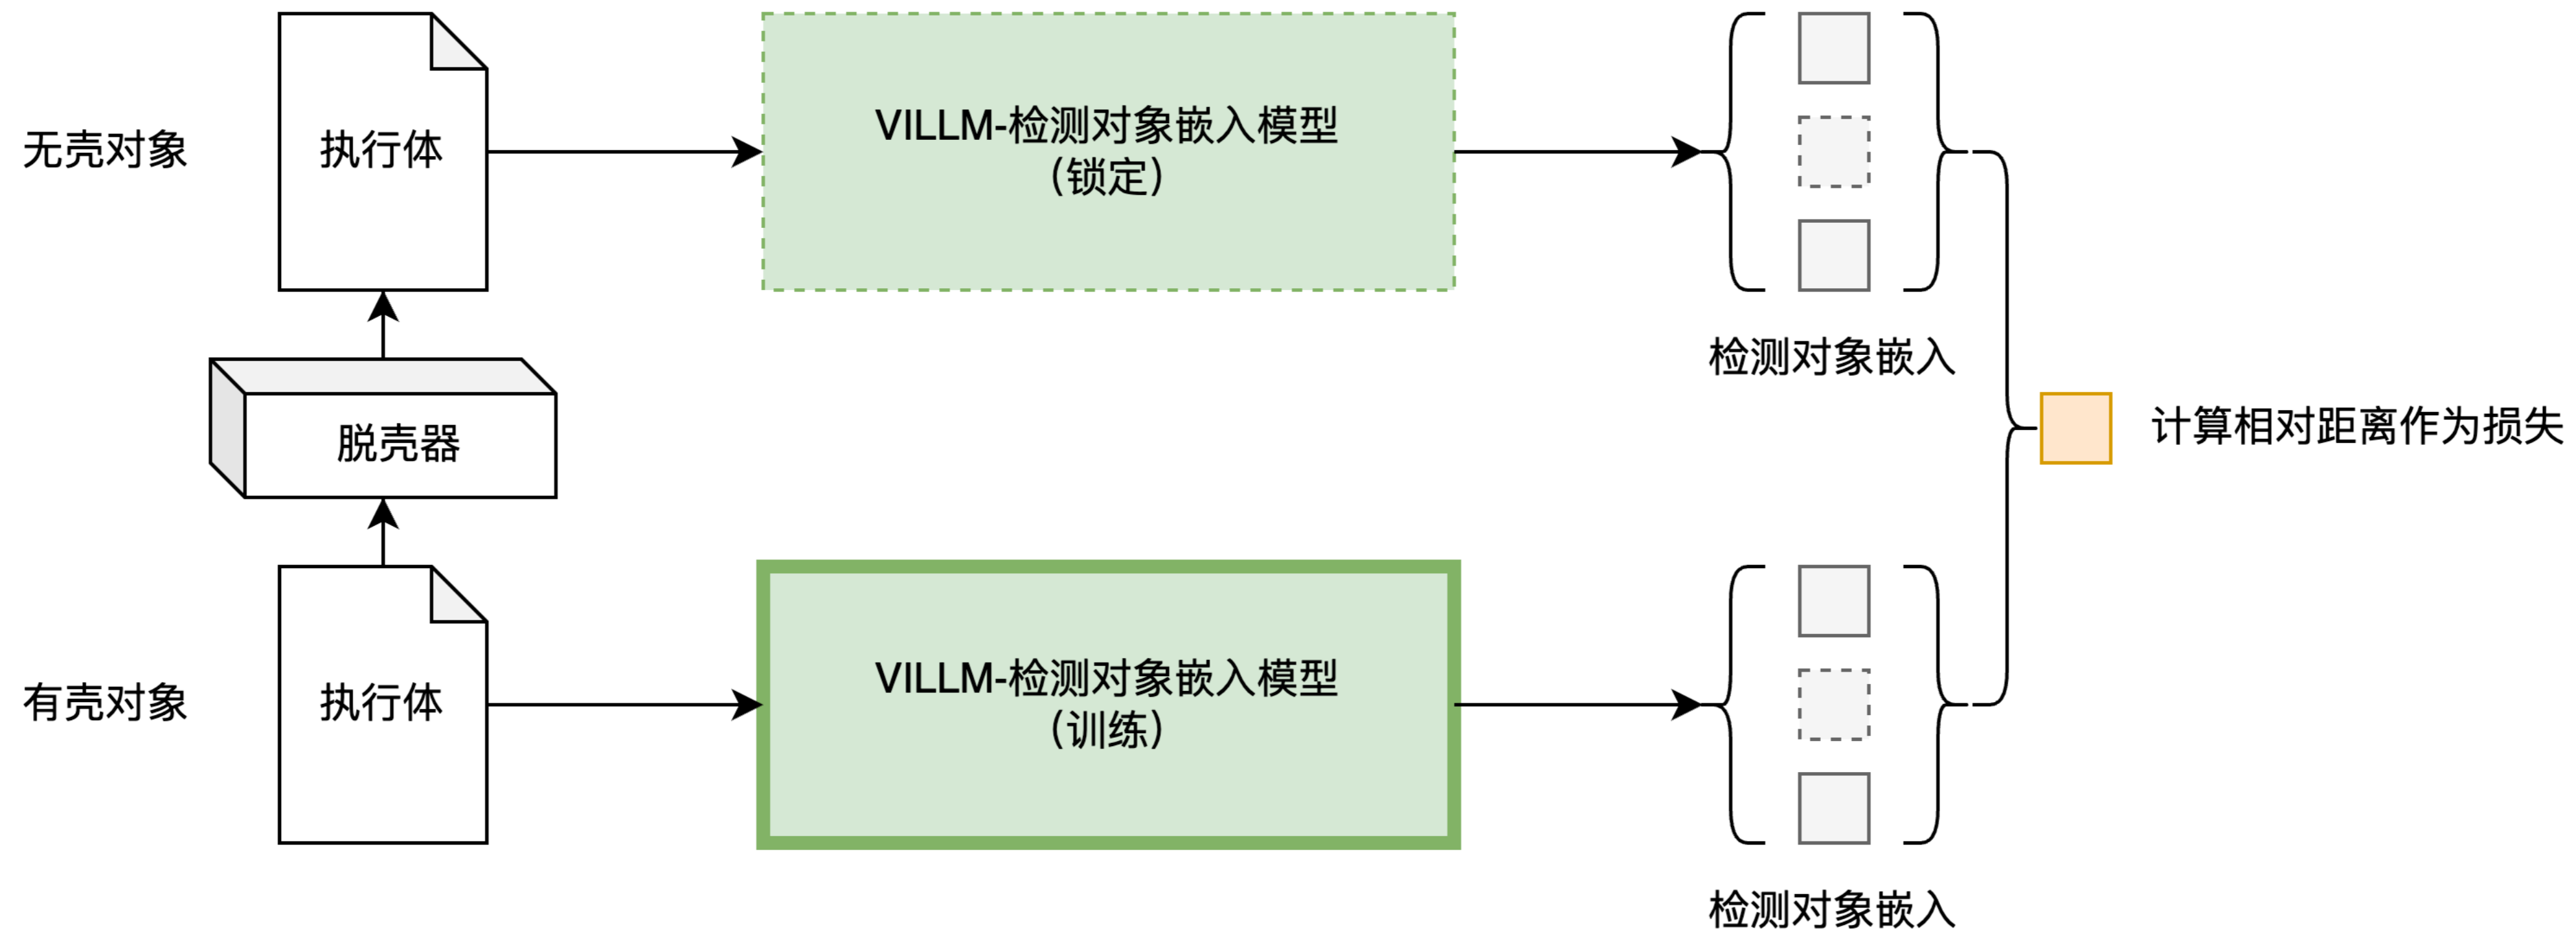 无壳对象
执行体
VILLM-检测对象嵌入模型
(锁定)
检测对象嵌入
脱壳器
计算相对距离作为损失
有壳对象
执行体
VILLM-检测对象嵌入模型
(训练)
检测对象嵌入